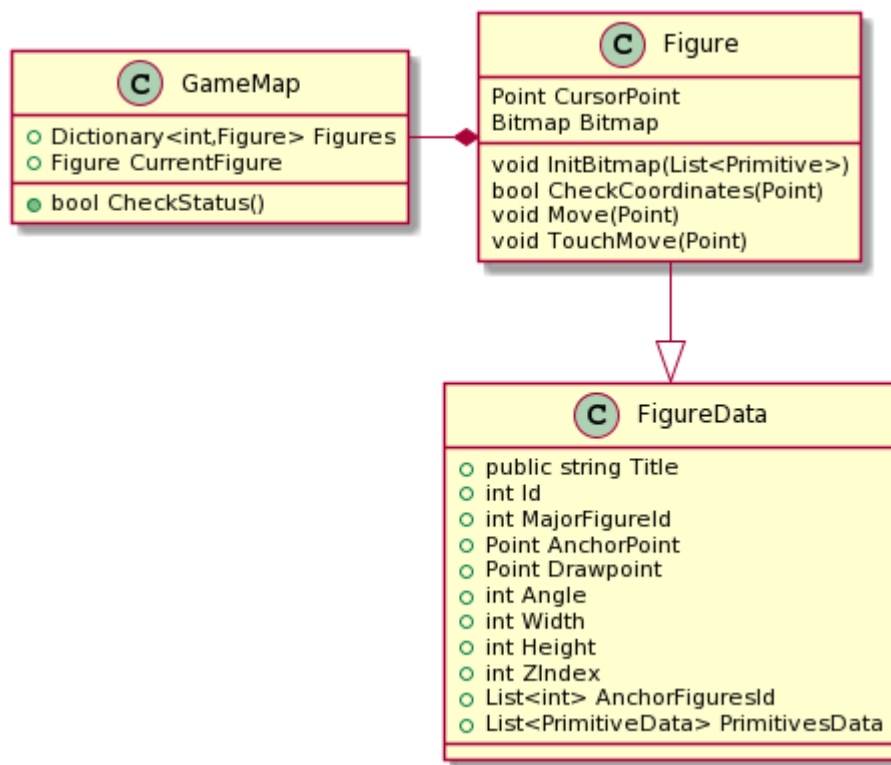 C GameMap
Dictionary<int,Figure> Figures
Figure CurrentFigure
bool CheckStatus()
C Figure
Point CursorPoint
Bitmap Bitmap
void InitBitmap(List<Primitive>)
bool CheckCoordinates(Point)
void Move(Point)
void TouchMove(Point)
C FigureData
public string Title
int Id
int MajorFigureId
Point AnchorPoint
Point Drawpoint
int Angle
int Width
int Height
int ZIndex
List<int> AnchorFiguresId
List<PrimitiveData> PrimitivesData